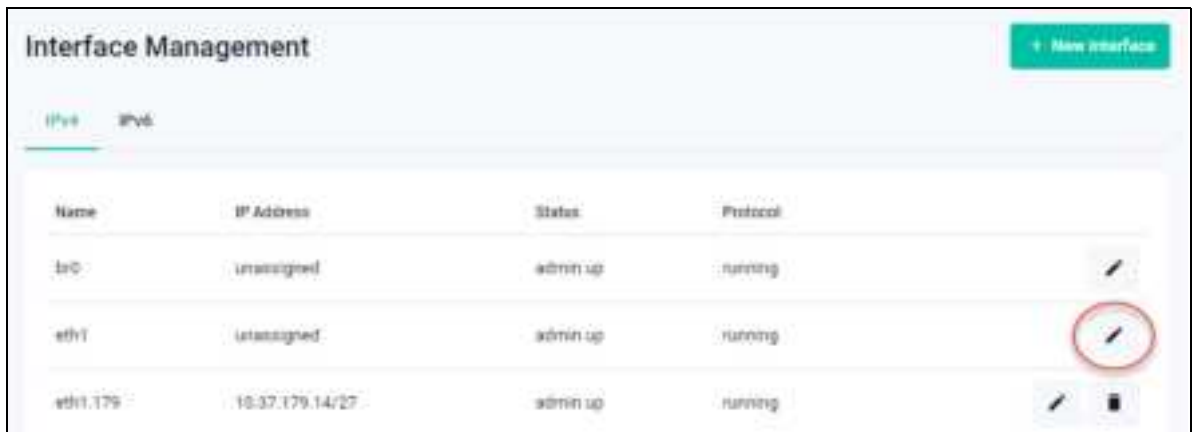 Interface Management
+ New Interface
IPv4 IPv6
Name IP Address Status Protocol
br0 unassigned admin up running
eth1 unassigned admin up running
eth1.179 10.37.179.14/27 admin up running